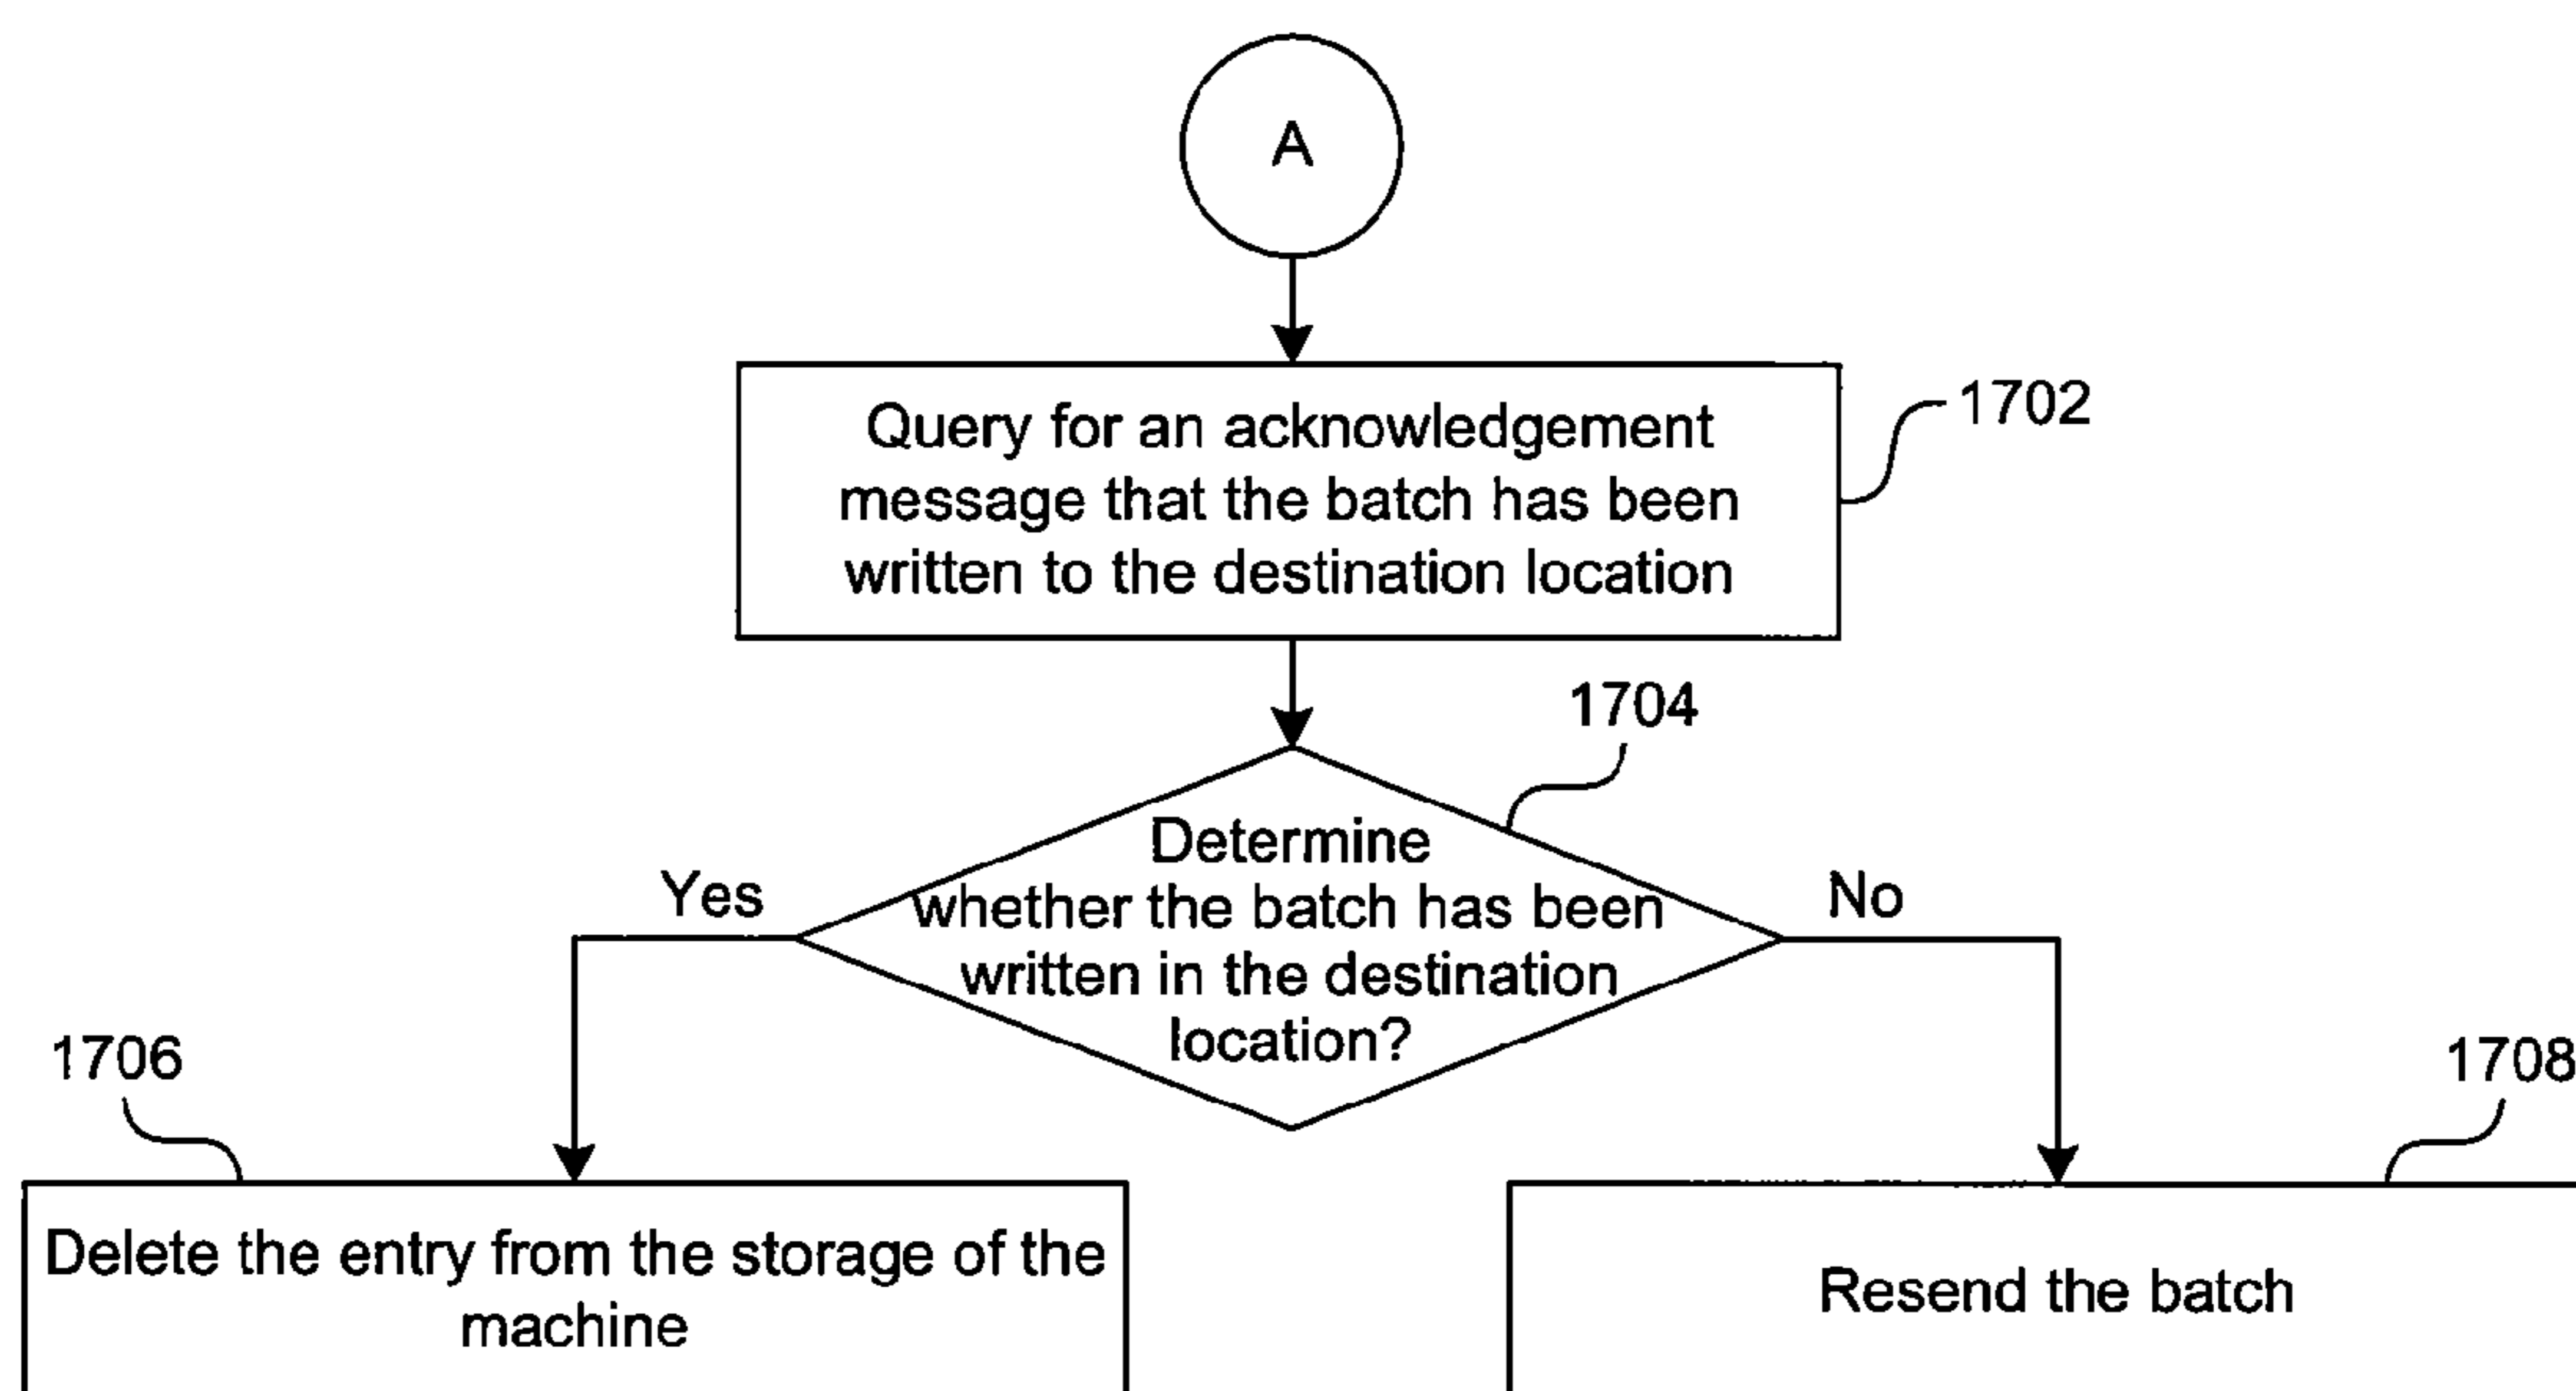 A
Query for an acknowledgement
message that the batch has been
written to the destination location
1702
1704
Determine
whether the batch has been
written in the destination
location?
Yes
No
1706
1708
Delete the entry from the storage of the
machine
Resend the batch